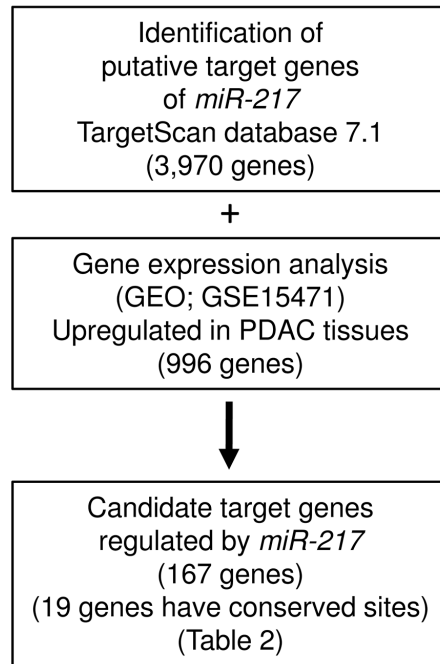 Identification of
putative target genes
of miR-217
TargetScan database 7.1
(3,970 genes)
+
Gene expression analysis
(GEO; GSE15471)
Upregulated in PDAC tissues
(996 genes)
Candidate target genes
regulated by miR-217
(167 genes)
(19 genes have conserved sites)
(Table 2)